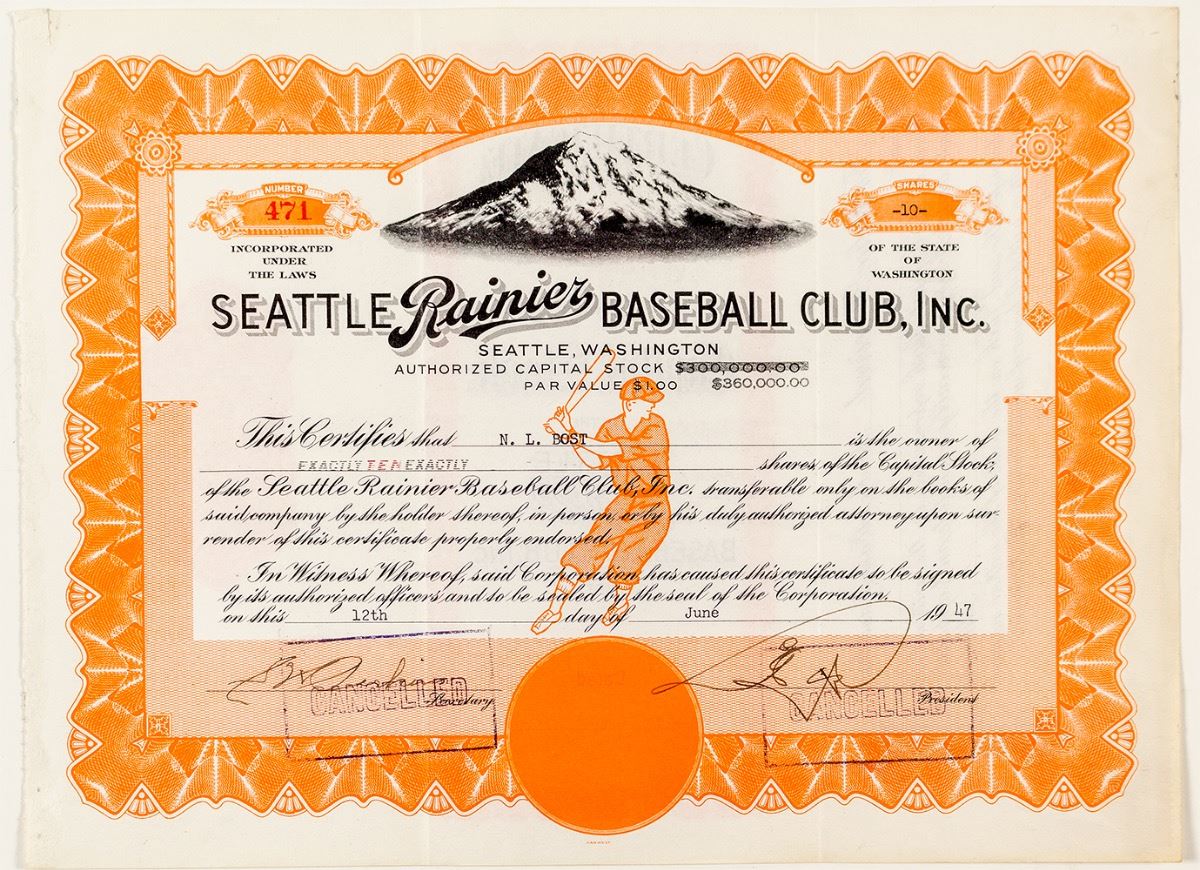 NUMBER
471
SHARES
-10-
INCORPORATED
UNDER
THE LAWS
OF THE STATE
OF
WASHINGTON
SEATTLE Rainier BASEBALL CLUB, INC.
SEATTLE, WASHINGTON
AUTHORIZED CAPITAL STOCK $300,000.00
PAR VALUE $1.00 $360,000.00
This Certifies that N. L. BOST is the owner of
EXACTLY TEN EXACTLY shares of the Capital Stock,
of the Seattle Rainier Baseball Club, Inc. transferable only on the books of
said company by the holder thereof, in person, or by his duly authorized attorney upon sur-
render of this certificate properly endorsed.
In Witness Whereof, said Corporation has caused this certificate to be signed
by its authorized officers and to be sealed by the seal of the Corporation.
on this 12th day of June 19 47
CANCELLED Secretary
CANCELLED President